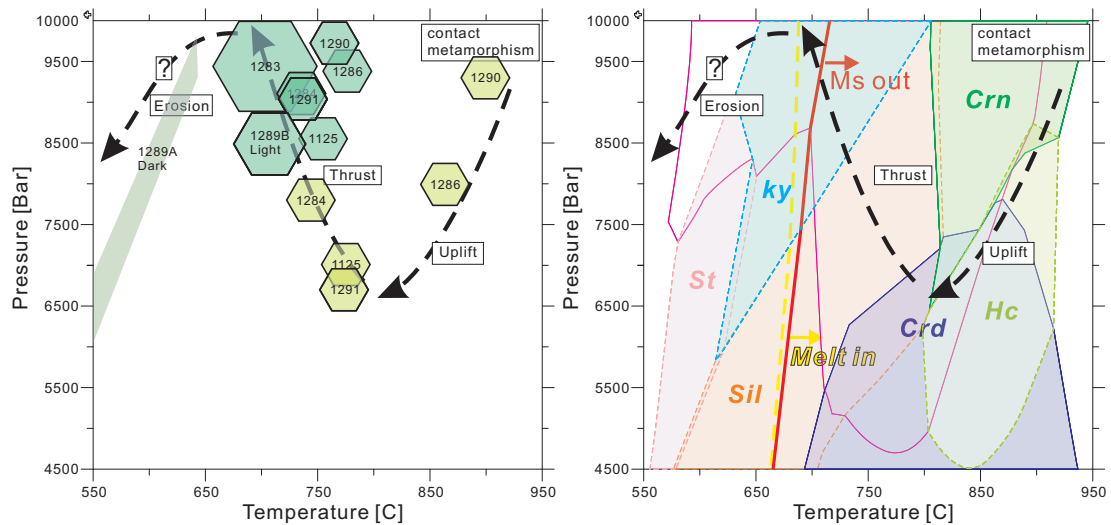 10000
9500
8500
7500
6500
5500
4500
Pressure [Bar]
550
650
750
850
950
Temperature [C]
contact
metamorphism
1290
1283
1286
1290
?
1284
1291
Erosion
1289B
Light
1125
1289A
Dark
Thrust
1284
1286
Uplift
1125
1291
10000
9500
8500
7500
6500
5500
4500
Pressure [Bar]
550
650
750
850
950
Temperature [C]
contact
metamorphism
?
Ms out
Crn
Erosion
Thrust
ky
Uplift
St
Hc
Crd
Melt in
Sil